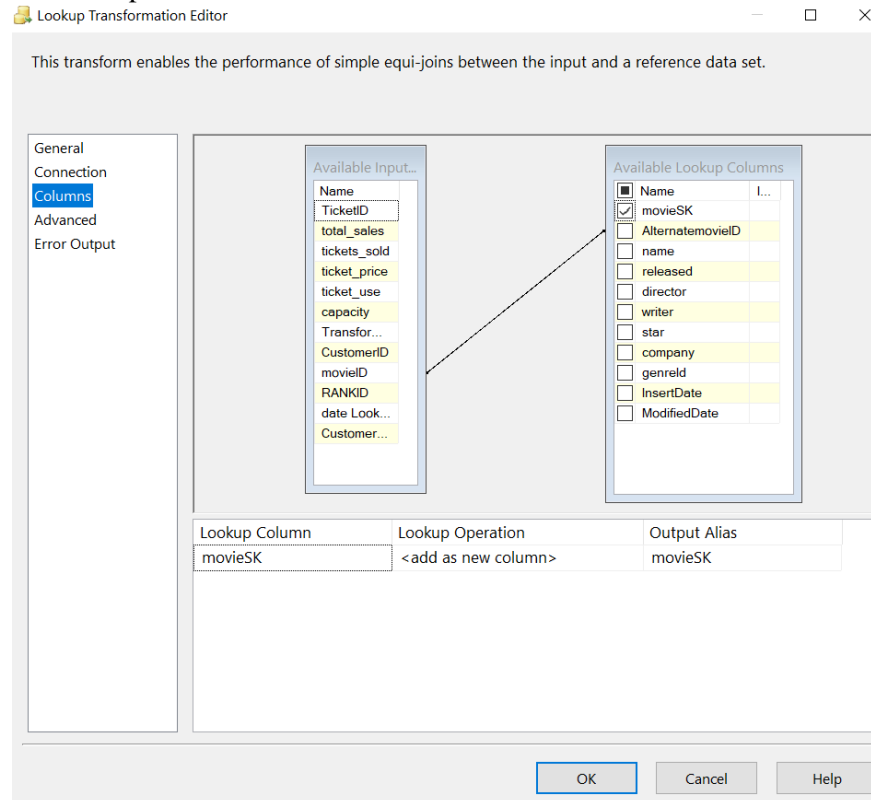 Lookup Transformation Editor
This transform enables the performance of simple equi-joins between the input and a reference data set.
General
Connection
Columns
Advanced
Error Output
Available Input...
Name
TicketID
total_sales
tickets_sold
ticket_price
ticket_use
capacity
Transfor...
CustomerID
movieID
RANKID
date Look...
Customer...
Available Lookup Columns
Name I...
movieSK
AlternatemovieID
name
released
director
writer
star
company
genreId
InsertDate
ModifiedDate
Lookup Column Lookup Operation Output Alias
movieSK <add as new column> movieSK
OK Cancel Help